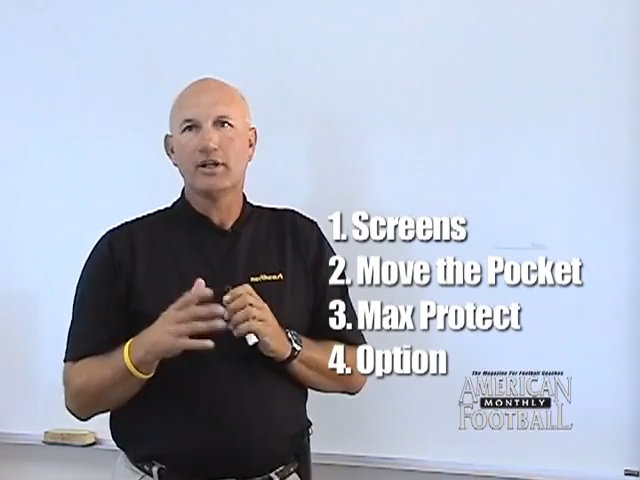 northeast
1. Screens
2. Move the Pocket
3. Max Protect
4. Option
The Magazine For Football Coaches
AMERICAN
MONTHLY
FOOTBALL